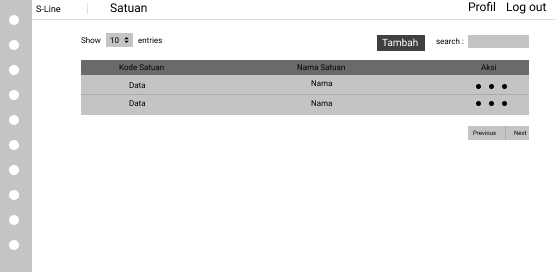 S-Line Satuan Profil Log out
Show 10 entries Tambah search :
Kode Satuan Nama Satuan Aksi
Data Nama
Data Nama
Previous Next